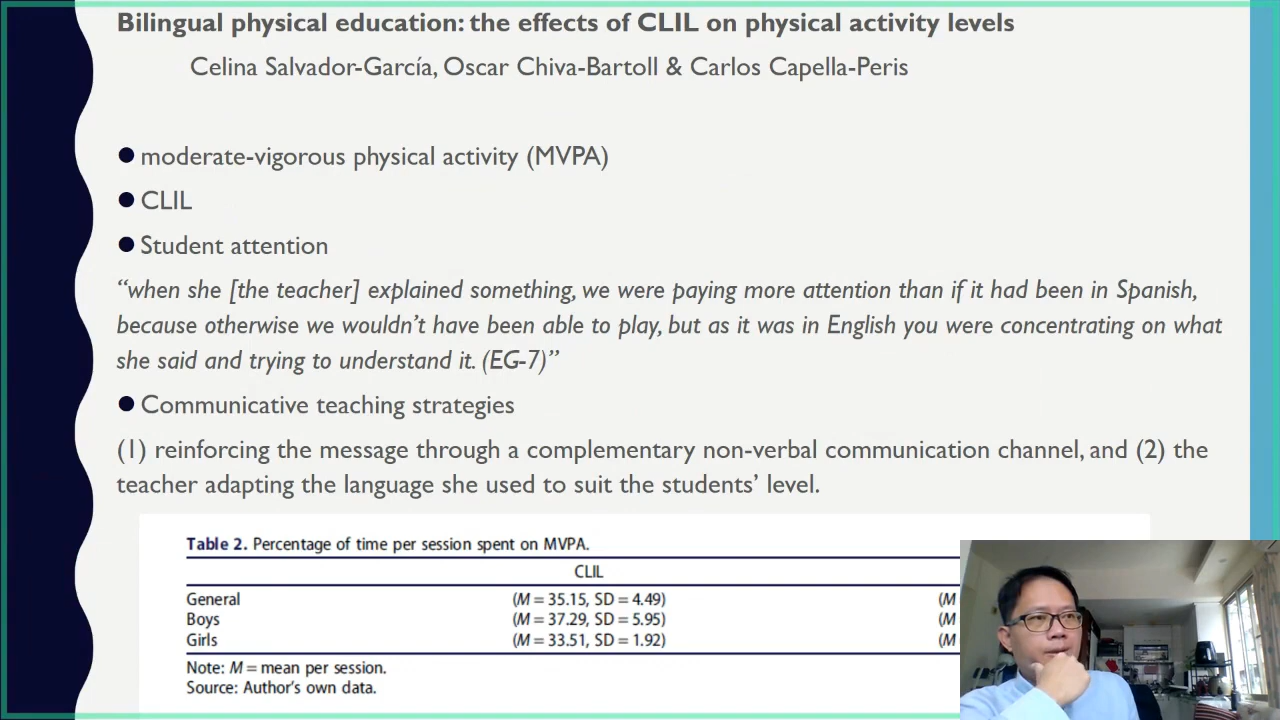 Bilingual physical education: the effects of CLIL on physical activity levels
Celina Salvador-García, Oscar Chiva-Bartoll & Carlos Capella-Peris
● moderate-vigorous physical activity (MVPA)
● CLIL
● Student attention
“when she [the teacher] explained something, we were paying more attention than if it had been in Spanish,
because otherwise we wouldn’t have been able to play, but as it was in English you were concentrating on what
she said and trying to understand it. (EG-7)”
● Communicative teaching strategies
(1) reinforcing the message through a complementary non-verbal communication channel, and (2) the
teacher adapting the language she used to suit the students’ level.
Table 2. Percentage of time per session spent on MVPA.
CLIL
General (M = 35.15, SD = 4.49) (M
Boys (M = 37.29, SD = 5.95) (M
Girls (M = 33.51, SD = 1.92) (M
Note: M = mean per session.
Source: Author’s own data.